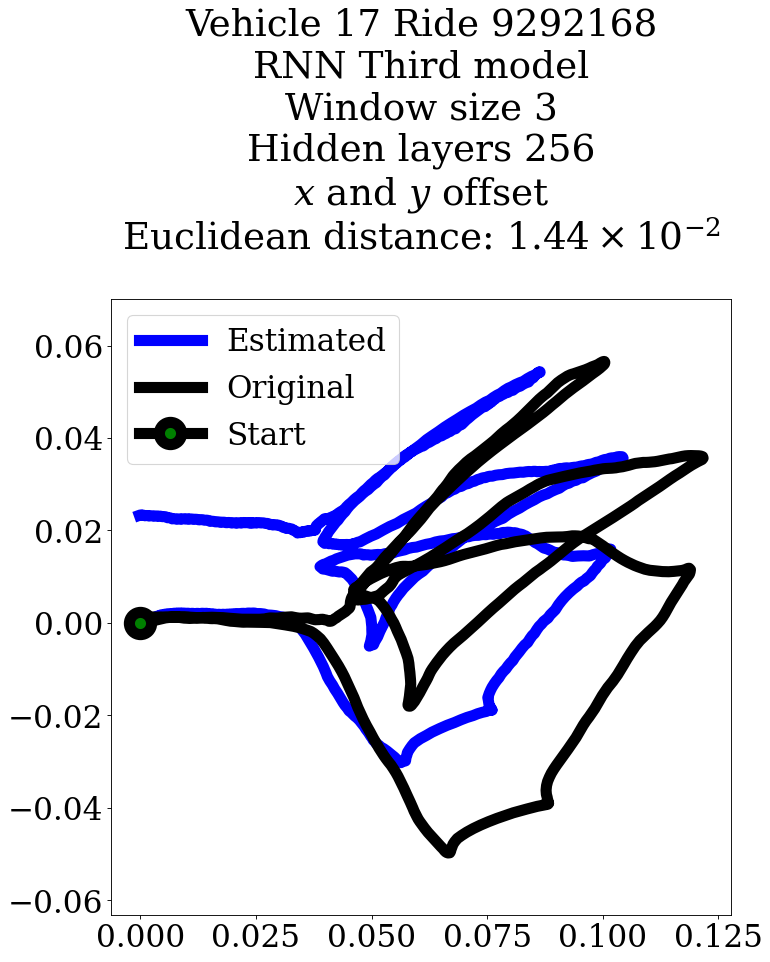 Vehicle 17 Ride 9292168
RNN Third model
Window size 3
Hidden layers 256
x and y offset
Euclidean distance: 1.44 × 10⁻²
Estimated
Original
Start
0.06
0.04
0.02
0.00
−0.02
−0.04
−0.06
0.000 0.025 0.050 0.075 0.100 0.125